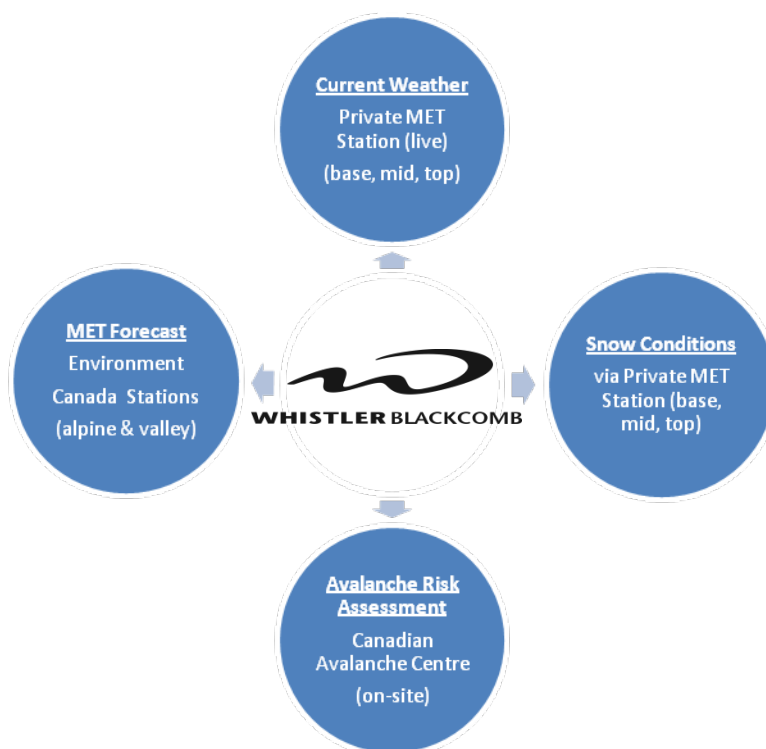 Current Weather
Private MET
Station (live)
(base, mid, top)
MET Forecast
Environment
Canada Stations
(alpine & valley)
WHISTLER BLACKCOMB
Snow Conditions
via Private MET
Station (base,
mid, top)
Avalanche Risk
Assessment
Canadian
Avalanche Centre
(on-site)